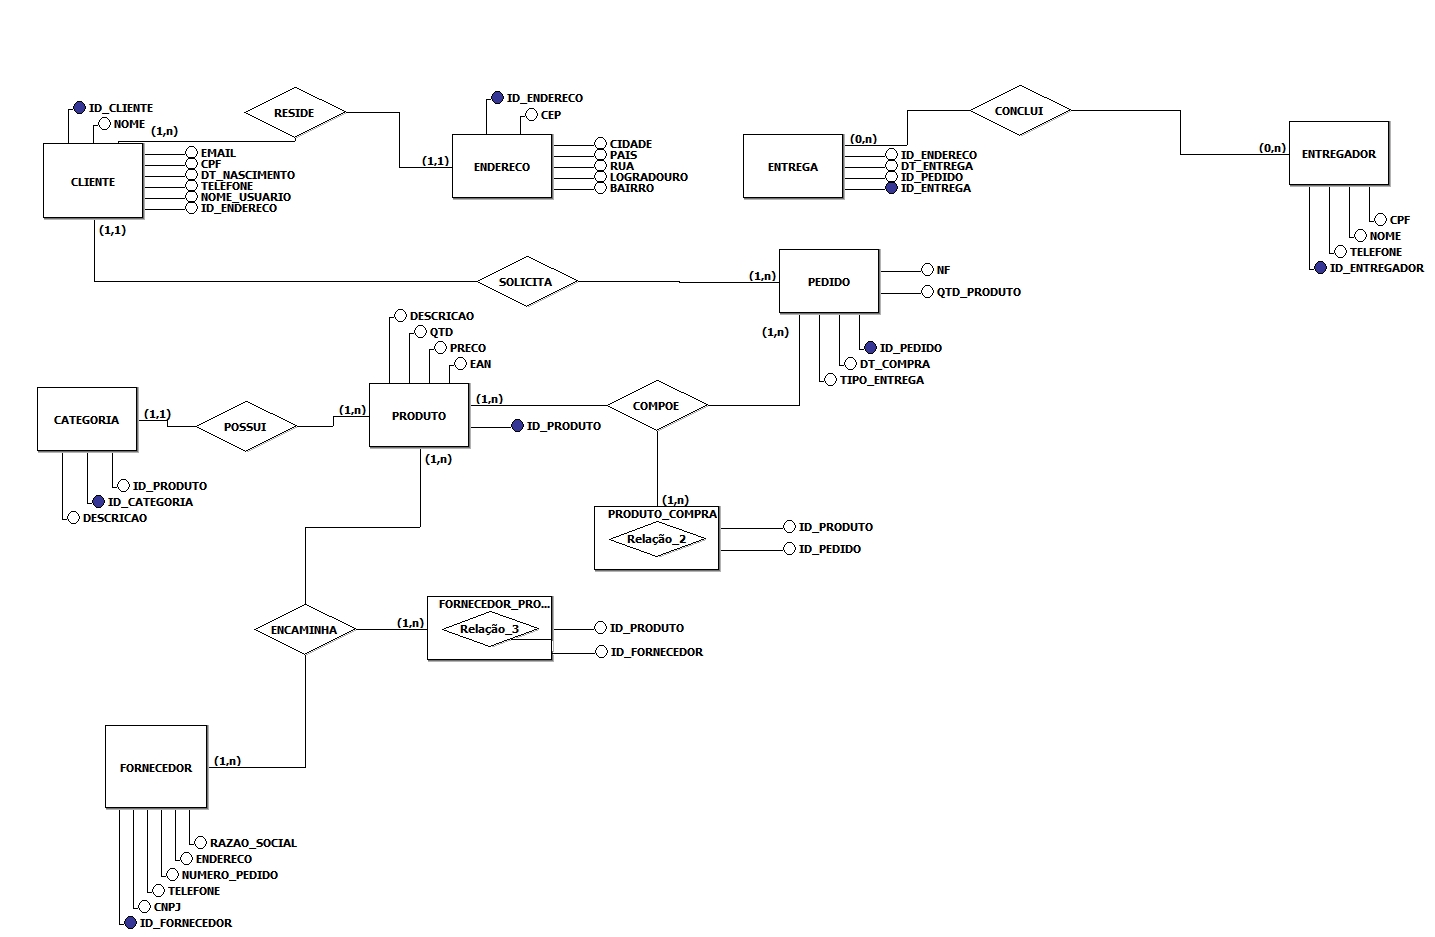 ID_CLIENTE
NOME
(1,n)
RESIDE
EMAIL
CPF
DT_NASCIMENTO
TELEFONE
NOME_USUARIO
ID_ENDERECO
CLIENTE
(1,1)
ID_ENDERECO
CEP
(1,1)
ENDERECO
CIDADE
PAIS
RUA
LOGRADOURO
BAIRRO
CONCLUI
(0,n)
ENTREGA
ID_ENDERECO
DT_ENTREGA
ID_PEDIDO
ID_ENTREGA
(0,n)
ENTREGADOR
CPF
NOME
TELEFONE
ID_ENTREGADOR
SOLICITA
(1,n)
PEDIDO
NF
QTD_PRODUTO
(1,n)
ID_PEDIDO
DT_COMPRA
TIPO_ENTREGA
DESCRICAO
QTD
PRECO
EAN
CATEGORIA
(1,1)
POSSUI
(1,n)
PRODUTO
(1,n)
ID_PRODUTO
COMPOE
(1,n)
ID_PRODUTO
ID_CATEGORIA
DESCRICAO
(1,n)
PRODUTO_COMPRA
Relação_2
ID_PRODUTO
ID_PEDIDO
ENCAMINHA
(1,n)
FORNECEDOR_PRO...
Relação_3
ID_PRODUTO
ID_FORNECEDOR
FORNECEDOR
(1,n)
RAZAO_SOCIAL
ENDERECO
NUMERO_PEDIDO
TELEFONE
CNPJ
ID_FORNECEDOR